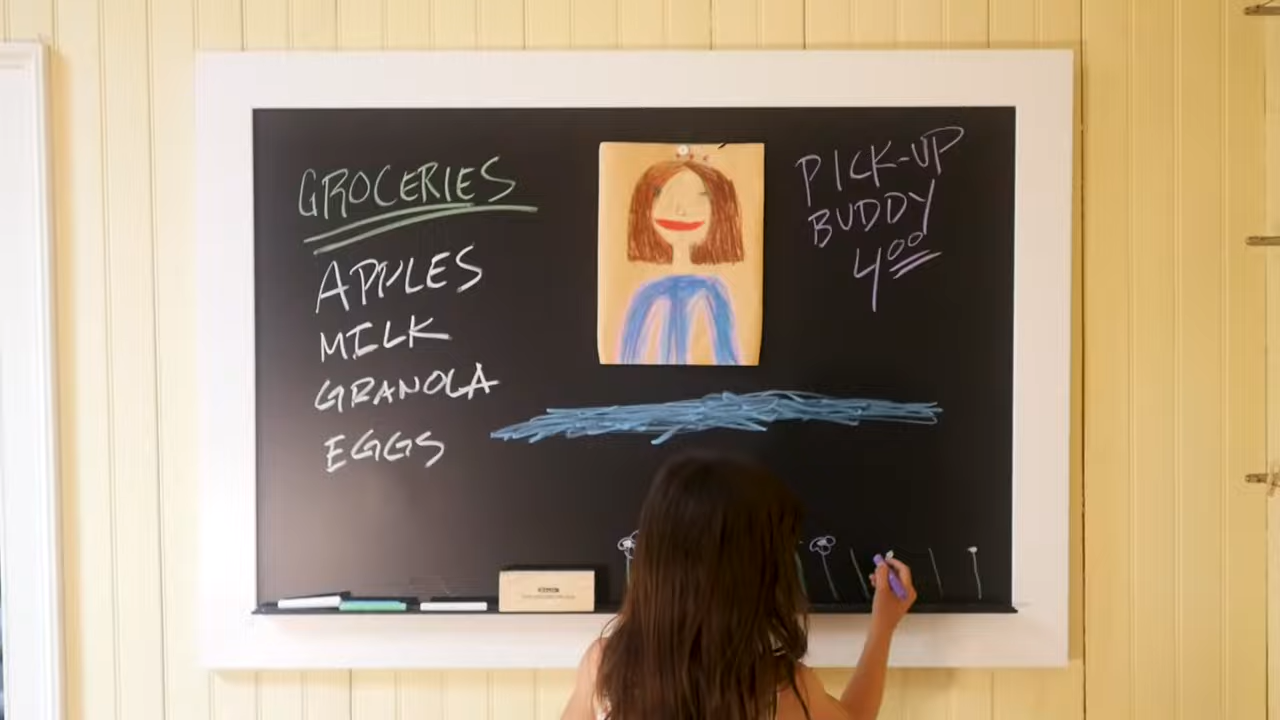 GROCERIES
APPLES
MILK
GRANOLA
EGGS
PICK-UP
BUDDY
4 00